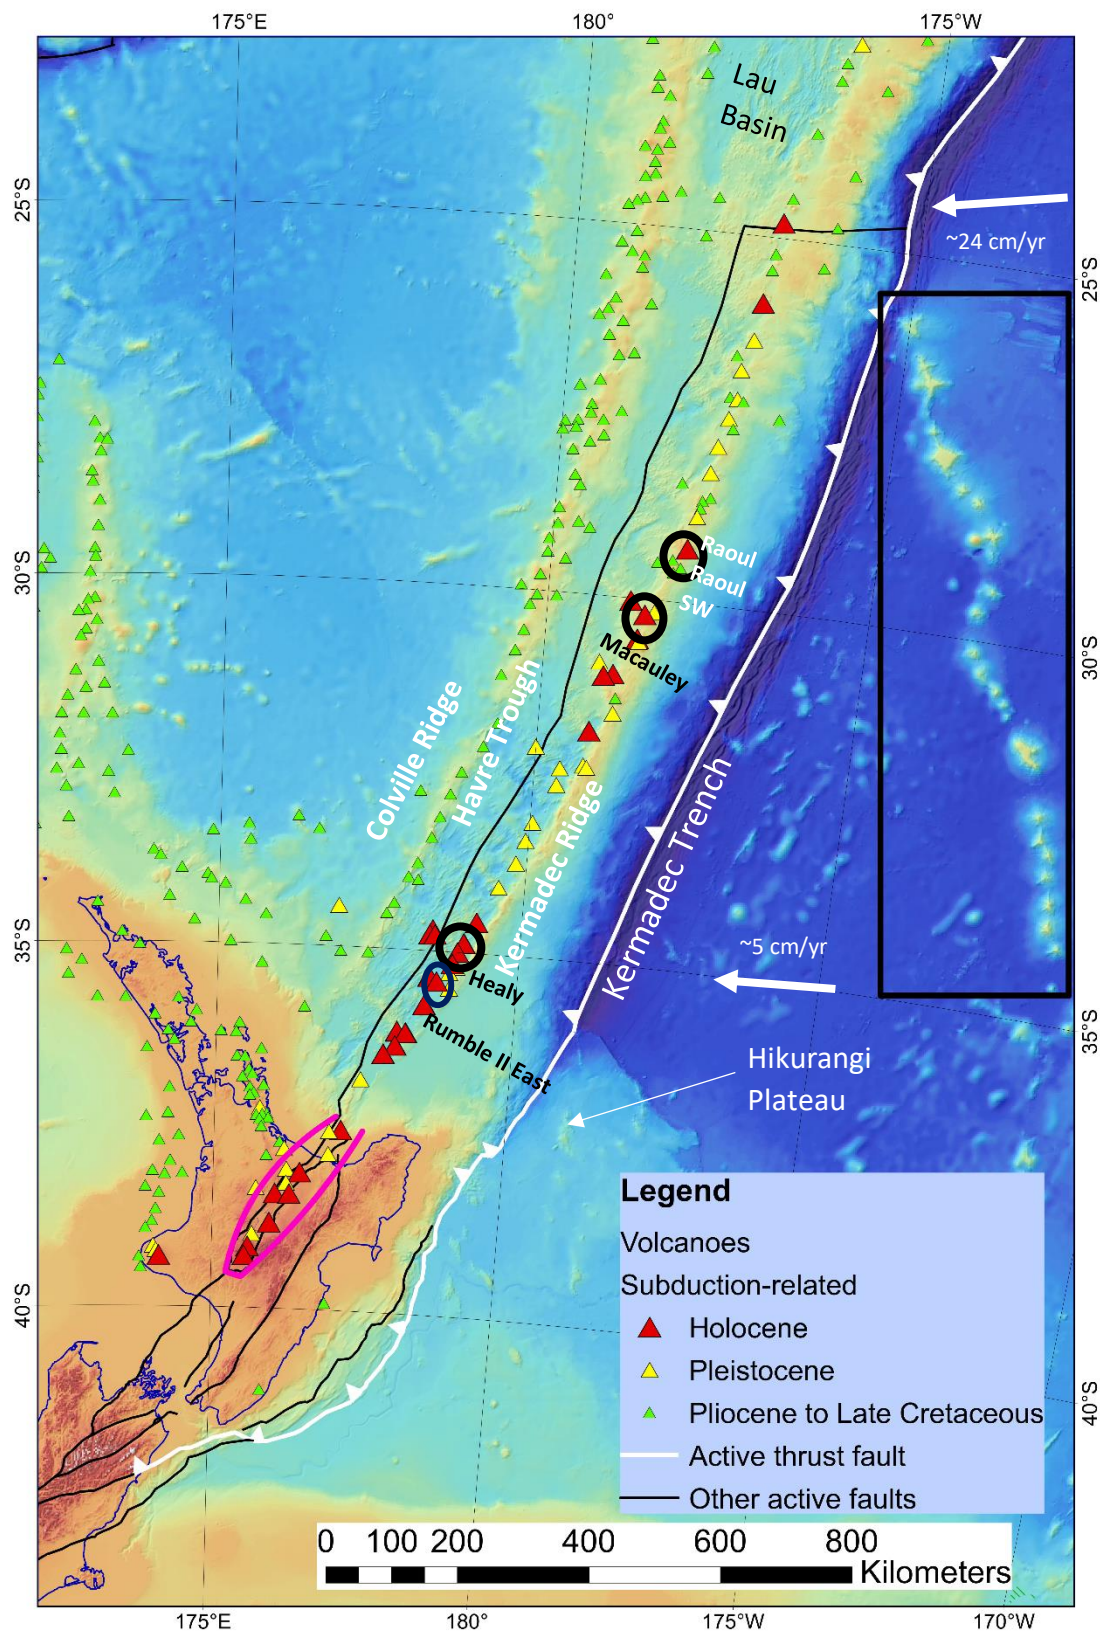 175°E
180°
175°W
Lau
Basin
25°S
~24 cm/yr
25°S
Raoul
Raoul
SW
30°S
Macauley
30°S
Colville Ridge
Havre Trough
Kermadec Ridge
Kermadec Trench
35°S
~5 cm/yr
Healy
Rumble II East
35°S
Hikurangi
Plateau
Legend
Volcanoes
Subduction-related
Holocene
Pleistocene
Pliocene to Late Cretaceous
Active thrust fault
Other active faults
40°S
40°S
0 100 200 400 600 800
Kilometers
175°E
180°
175°W
170°W